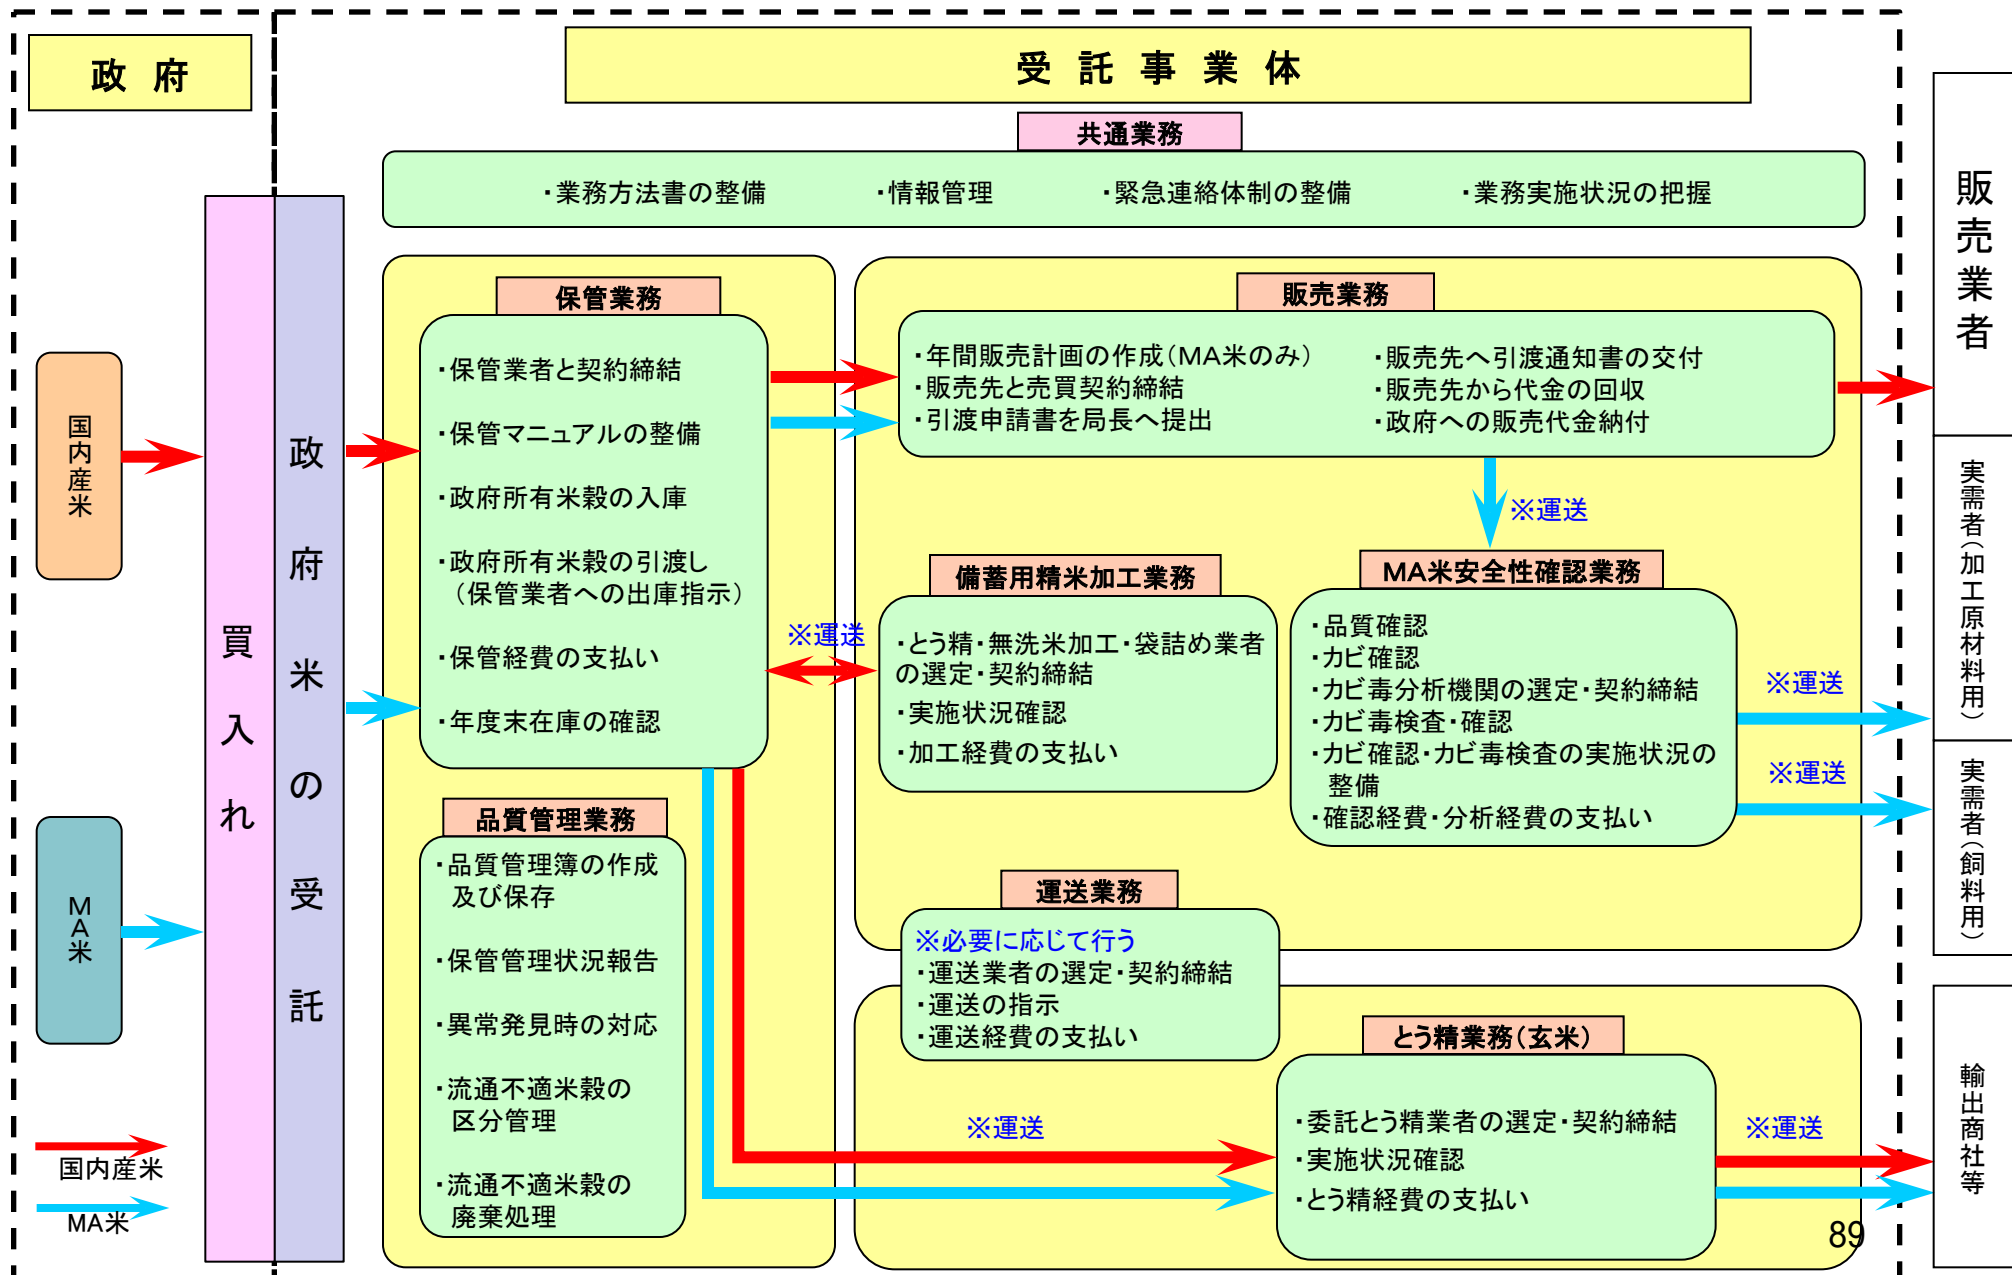 政府
受託事業体
共通業務
・業務方法書の整備
・情報管理
・緊急連絡体制の整備
・業務実施状況の把握
国内産米
MA米
買入れ
政府米の受託
保管業務
・保管業者と契約締結
・保管マニュアルの整備
・政府所有米穀の入庫
・政府所有米穀の引渡し
（保管業者への出庫指示）
・保管経費の支払い
・年度末在庫の確認
品質管理業務
・品質管理簿の作成
及び保存
・保管管理状況報告
・異常発見時の対応
・流通不適米穀の
区分管理
・流通不適米穀の
廃棄処理
販売業務
・年間販売計画の作成（MA米のみ）
・販売先と売買契約締結
・引渡申請書を局長へ提出
・販売先へ引渡通知書の交付
・販売先から代金の回収
・政府への販売代金納付
※運送
※運送
備蓄用精米加工業務
・とう精・無洗米加工・袋詰め業者
の選定・契約締結
・実施状況確認
・加工経費の支払い
MA米安全性確認業務
・品質確認
・カビ確認
・カビ毒分析機関の選定・契約締結
・カビ毒検査・確認
・カビ確認・カビ毒検査の実施状況の
整備
・確認経費・分析経費の支払い
※運送
※運送
運送業務
※必要に応じて行う
・運送業者の選定・契約締結
・運送の指示
・運送経費の支払い
※運送
とう精業務（玄米）
・委託とう精業者の選定・契約締結
・実施状況確認
・とう精経費の支払い
※運送
販売業者
実需者（加工原材料用）
実需者（飼料用）
輸出商社等
国内産米
MA米
89